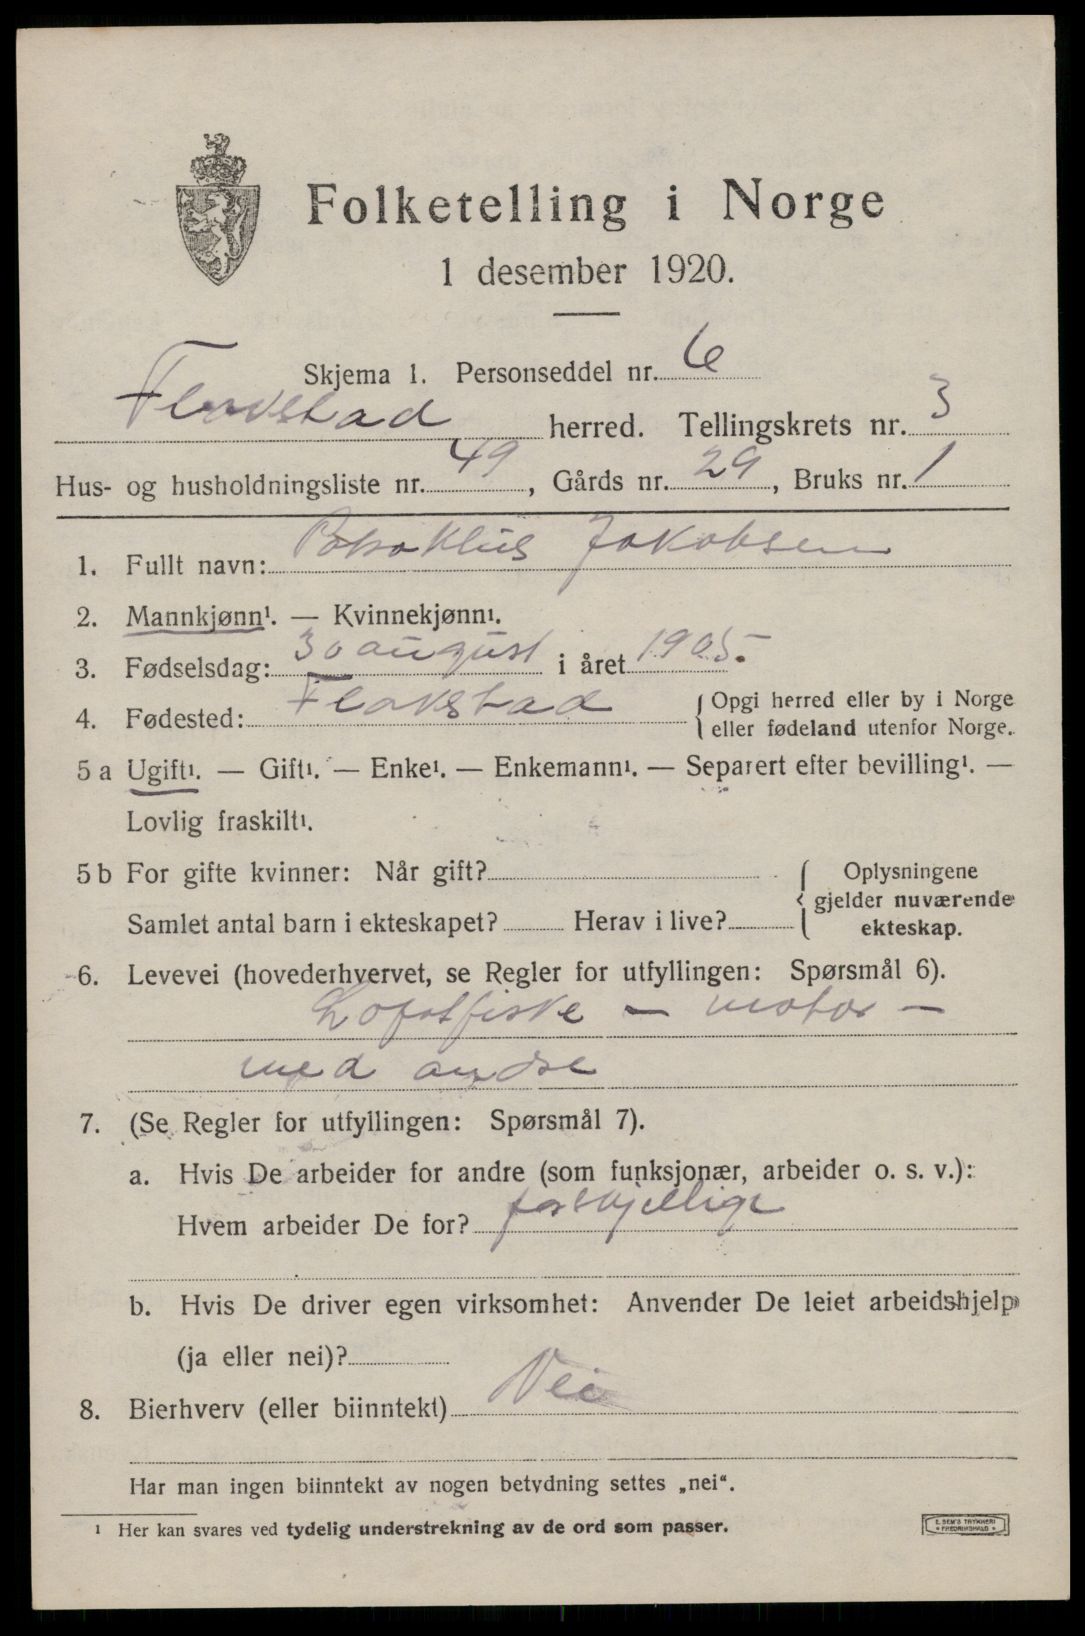 Folketelling i Norge
1 desember 1920.
Skjema 1. Personseddel nr. 6
Flakstad herred. Tellingskrets nr. 3
Hus- og husholdningsliste nr. 49, Gårds nr. 29, Bruks nr. 1
1. Fullt navn: Jakobsen
2. Mannkjønn¹. — Kvinnekjønn¹.
3. Fødselsdag: 30 august i året 1905.
4. Fødested: Flakstad { Opgi herred eller by i Norge
eller fødeland utenfor Norge.
5 a Ugift¹. — Gift¹. — Enke¹. — Enkemann¹. — Separert efter bevilling¹. —
Lovlig fraskilt¹.
5 b For gifte kvinner: Når gift? { Oplysningene
gjelder nuværende
Samlet antal barn i ekteskapet? Herav i live? ekteskap.
6. Levevei (hovederhvervet, se Regler for utfyllingen: Spørsmål 6).
Lofotfiske — motor —
med andre
7. (Se Regler for utfyllingen: Spørsmål 7).
a. Hvis De arbeider for andre (som funksjonær, arbeider o. s. v.):
Hvem arbeider De for? forskjellige
b. Hvis De driver egen virksomhet: Anvender De leiet arbeidshjelp
(ja eller nei)?
8. Bierhverv (eller biinntekt) Nei
Har man ingen biinntekt av nogen betydning settes „nei“.
¹ Her kan svares ved tydelig understrekning av de ord som passer.
E. SEM'S TRYKKERI
* FREDRIKSHALD *